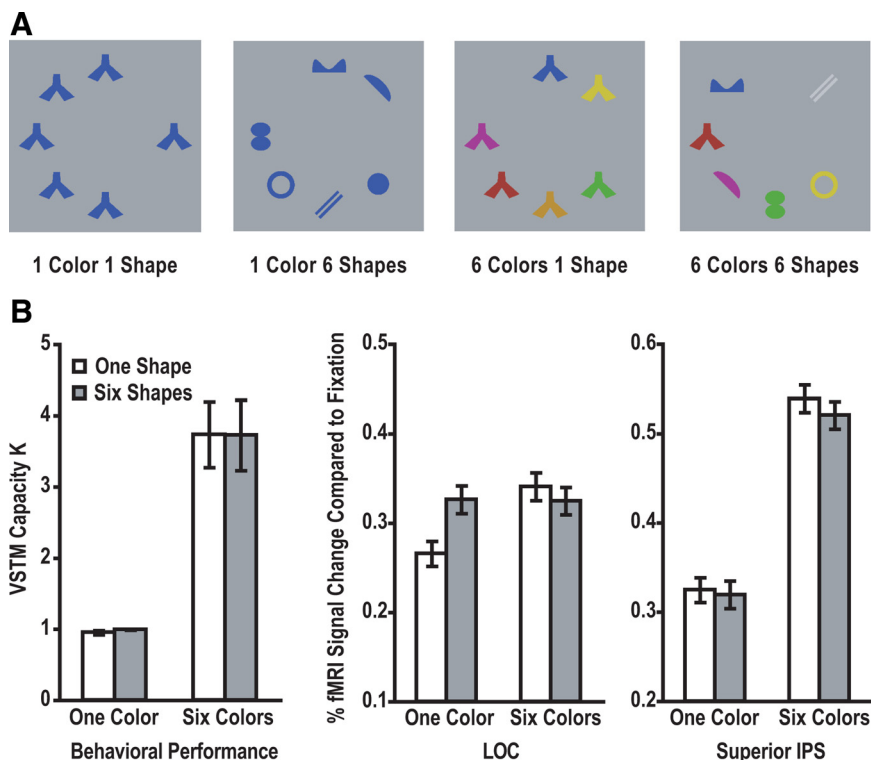 A
1 Color 1 Shape
1 Color 6 Shapes
6 Colors 1 Shape
6 Colors 6 Shapes
B
VSTM Capacity K
5
4
3
2
1
0
One Shape
Six Shapes
One Color
Six Colors
Behavioral Performance
% fMRI Signal Change Compared to Fixation
0.5
0.4
0.3
0.2
0.1
One Color
Six Colors
LOC
0.6
0.5
0.4
0.3
0.2
One Color
Six Colors
Superior IPS